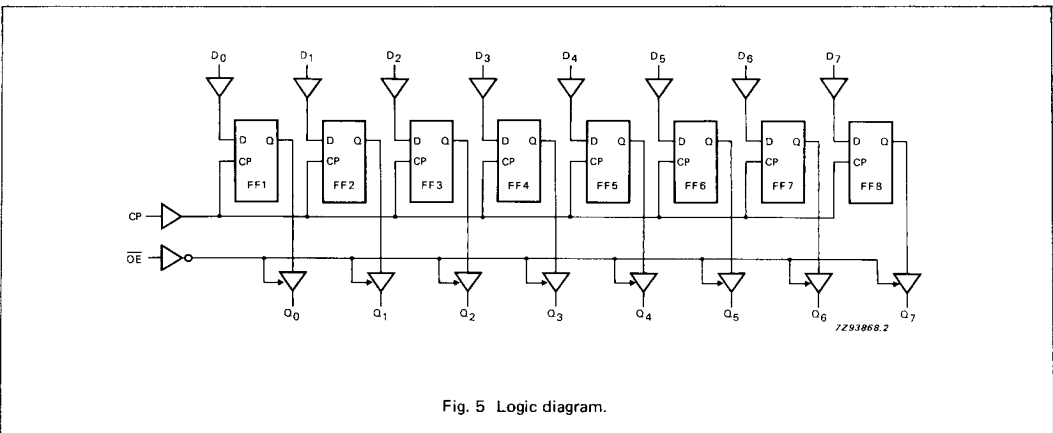 D0 D1 D2 D3 D4 D5 D6 D7
D Q D Q D Q D Q D Q D Q D Q D Q
CP CP CP CP CP CP CP CP
FF1 FF2 FF3 FF4 FF5 FF6 FF7 FF8
CP
OE
Q0 Q1 Q2 Q3 Q4 Q5 Q6 Q7
7Z93868.2
Fig. 5 Logic diagram.